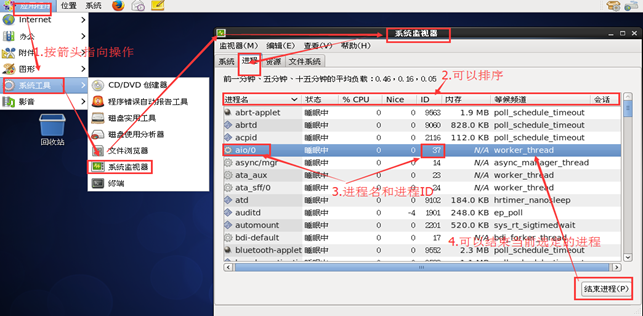 应用程序 位置 系统
Internet
办公
附件
图形
系统工具
影音
1.按箭头指向操作
CD/DVD 创建器
程序错误自动报告工具
磁盘实用工具
磁盘使用分析器
文件浏览器
系统监视器
终端
回收站
系统监视器
监视器(M) 编辑(E) 查看(V) 帮助(H)
系统 进程 资源 文件系统
前一分钟、五分钟、十五分钟的平均负载：0.46，0.16，0.05
2.可以排序
进程名 状态 % CPU Nice ID 内存 等候频道 会话
abrt-applet 睡眠中 0 0 9563 1.9 MB poll_schedule_timeout
abrtd 睡眠中 0 0 9060 828.0 KB poll_schedule_timeout
acpid 睡眠中 0 0 2116 112.0 KB poll_schedule_timeout
aio/0 睡眠中 0 0 37 N/A worker_thread
async/mgr 睡眠中 0 0 14 N/A async_manager_thread
ata_aux 睡眠中 0 0 23 N/A worker_thread
ata_sff/0 睡眠中 0 0 24 N/A worker_thread
atd 睡眠中 0 0 9102 184.0 KB hrtimer_nanosleep
auditd 睡眠中 0 -4 1901 248.0 KB ep_poll
automount 睡眠中 0 0 2201 520.0 KB sys_rt_sigtimedwait
bdi-default 睡眠中 0 0 17 N/A bdi_forker_thread
bluetooth-applet 睡眠中 0 0 9552 2.3 MB poll_schedule_timeout
3.进程名和进程ID
4.可以结束当前选定的进程
结束进程(P)